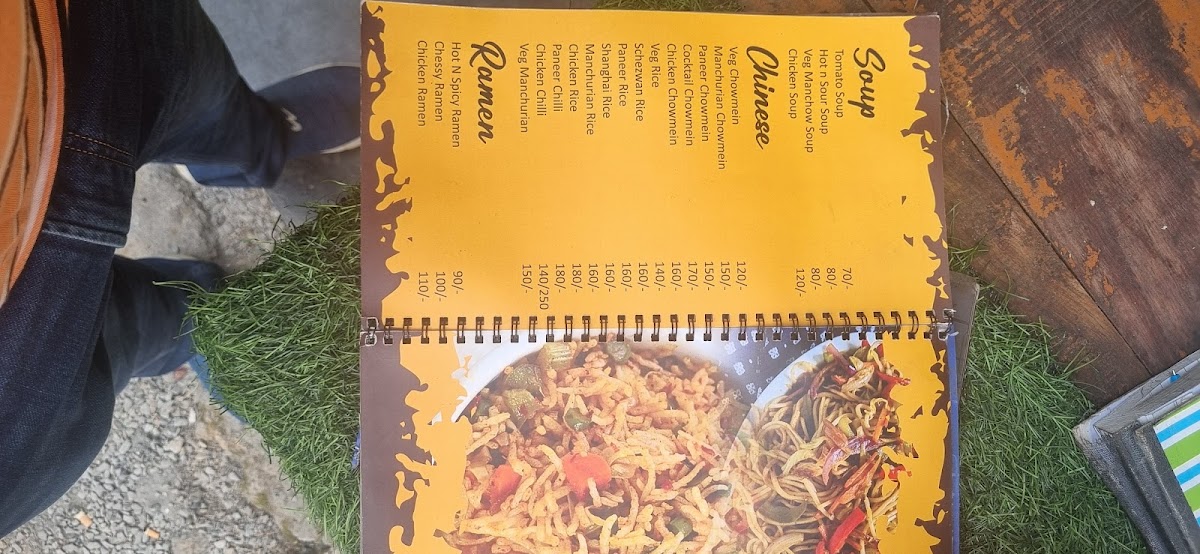 Soup
Tomato Soup 70/-
Hot n Sour Soup 80/-
Veg Manchow Soup 80/-
Chicken Soup 120/-
Chinese
Veg Chowmein 120/-
Manchurian Chowmein 150/-
Paneer Chowmein 150/-
Cocktail Chowmein 170/-
Chicken Chowmein 160/-
Veg Rice 140/-
Schezwan Rice 160/-
Paneer Rice 160/-
Shanghai Rice 160/-
Manchurian Rice 160/-
Chicken Rice 180/-
Paneer Chilli 180/-
Chicken Chilli 140/250
Veg Manchurian 150/-
Ramen
Hot N Spicy Ramen 90/-
Chessy Ramen 100/-
Chicken Ramen 110/-